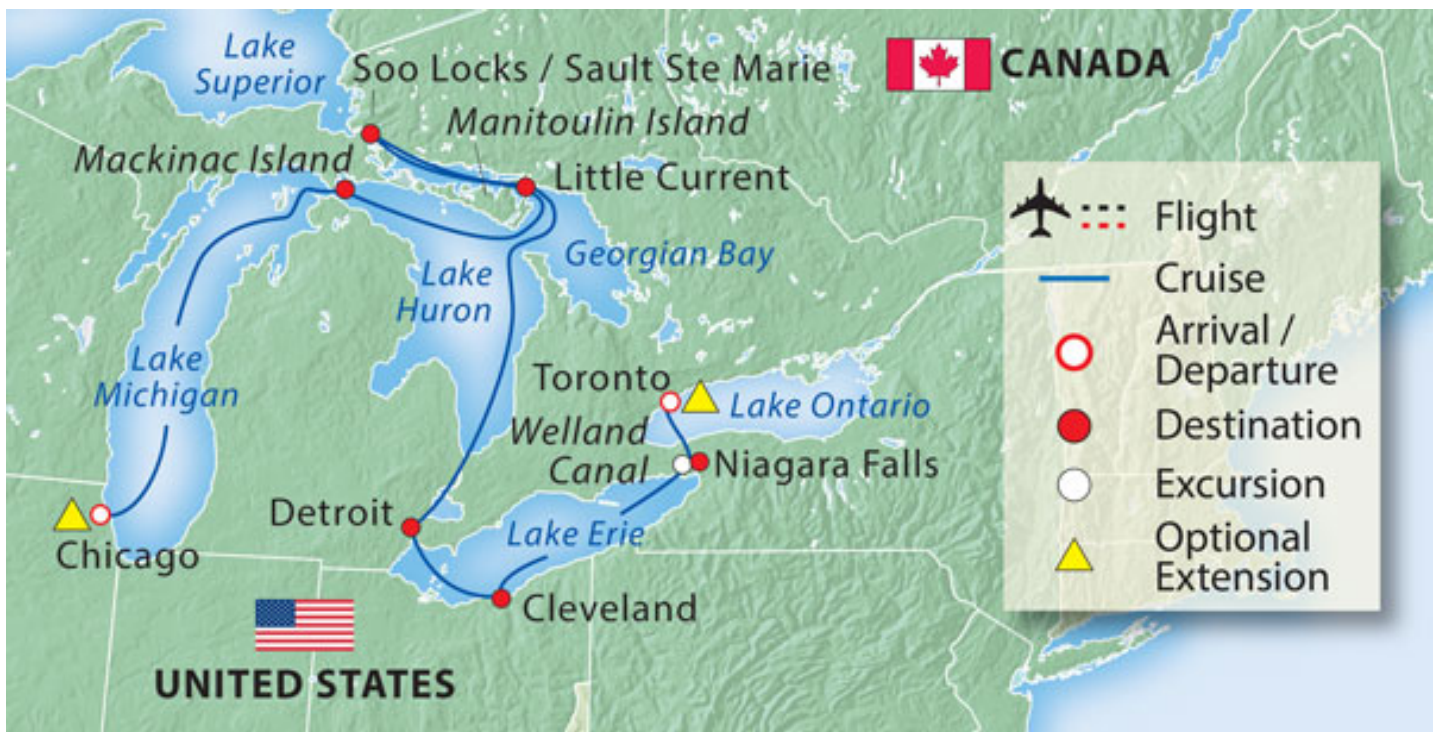 Lake
Superior
Soo Locks / Sault Ste Marie
CANADA
Manitoulin Island
Mackinac Island
Little Current
Georgian Bay
Lake
Huron
Lake
Michigan
Toronto
Lake Ontario
Welland
Canal
Niagara Falls
Detroit
Lake Erie
Chicago
Cleveland
UNITED STATES
Flight
Cruise
Arrival /
Departure
Destination
Excursion
Optional
Extension